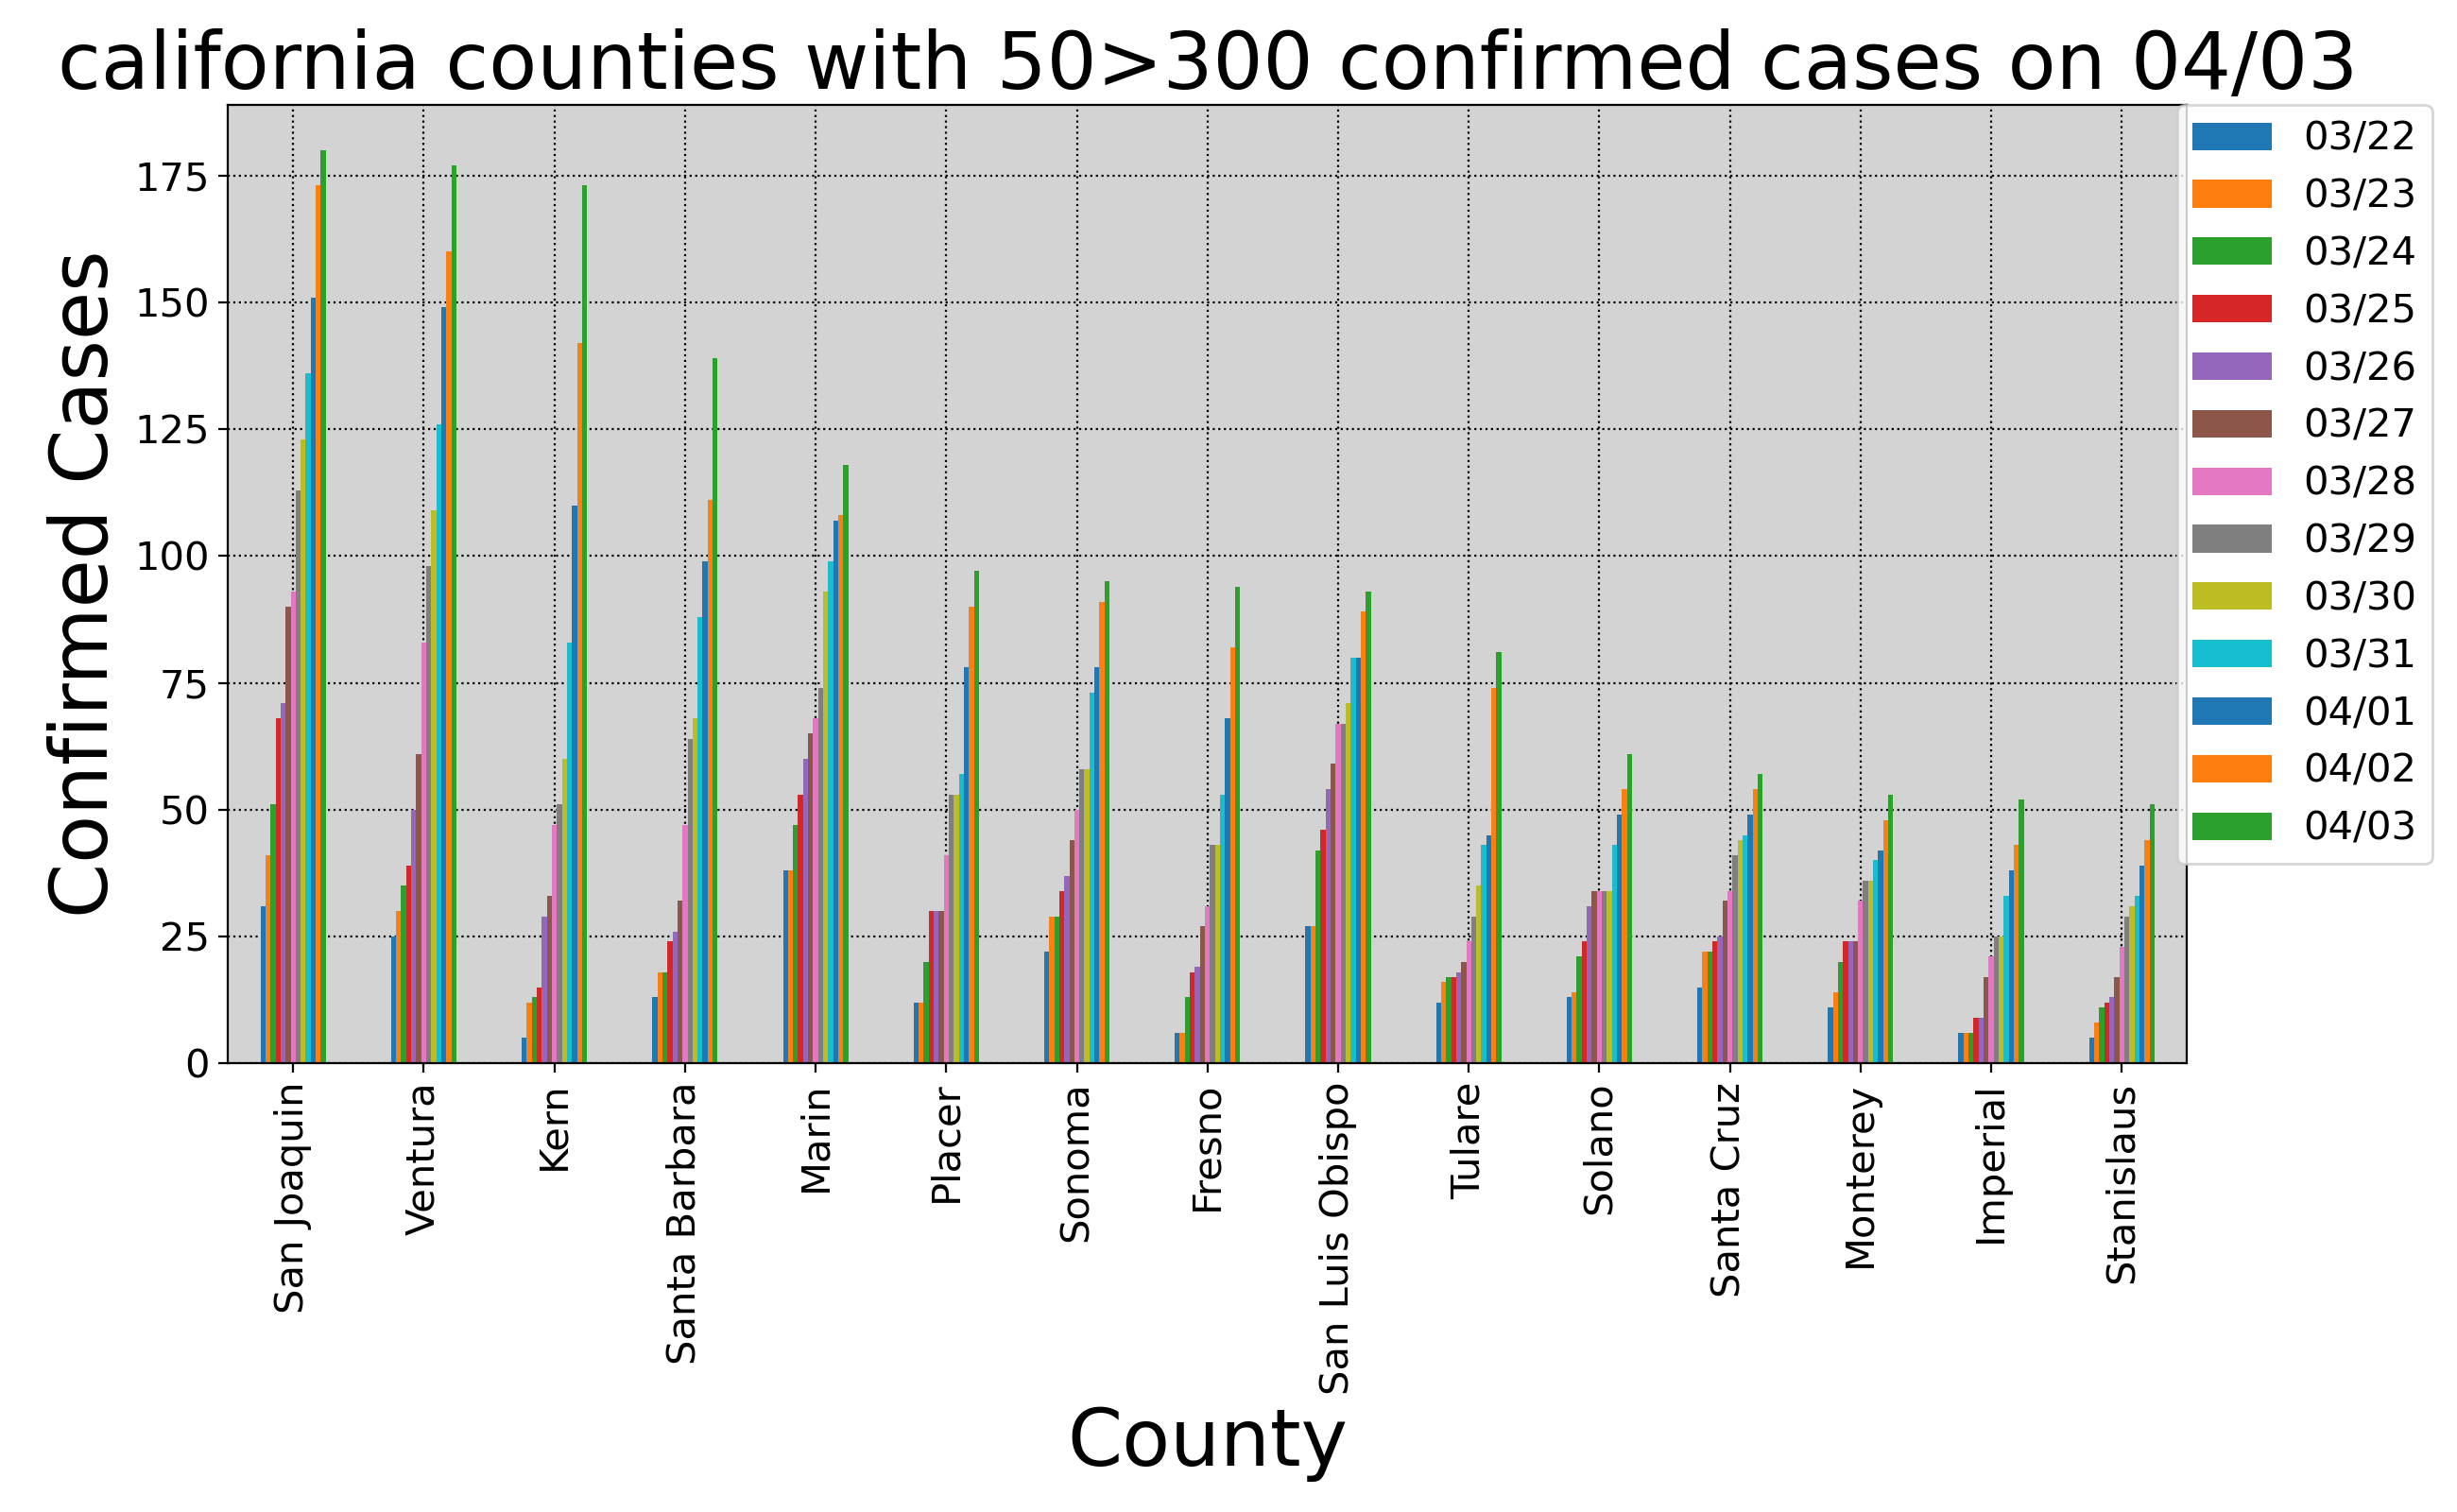 california counties with 50>300 confirmed cases on 04/03
Confirmed Cases
175
150
125
100
75
50
25
0
03/22
03/23
03/24
03/25
03/26
03/27
03/28
03/29
03/30
03/31
04/01
04/02
04/03
San Joaquin
Ventura
Kern
Santa Barbara
Marin
Placer
Sonoma
Fresno
San Luis Obispo
Tulare
Solano
Santa Cruz
Monterey
Imperial
Stanislaus
County